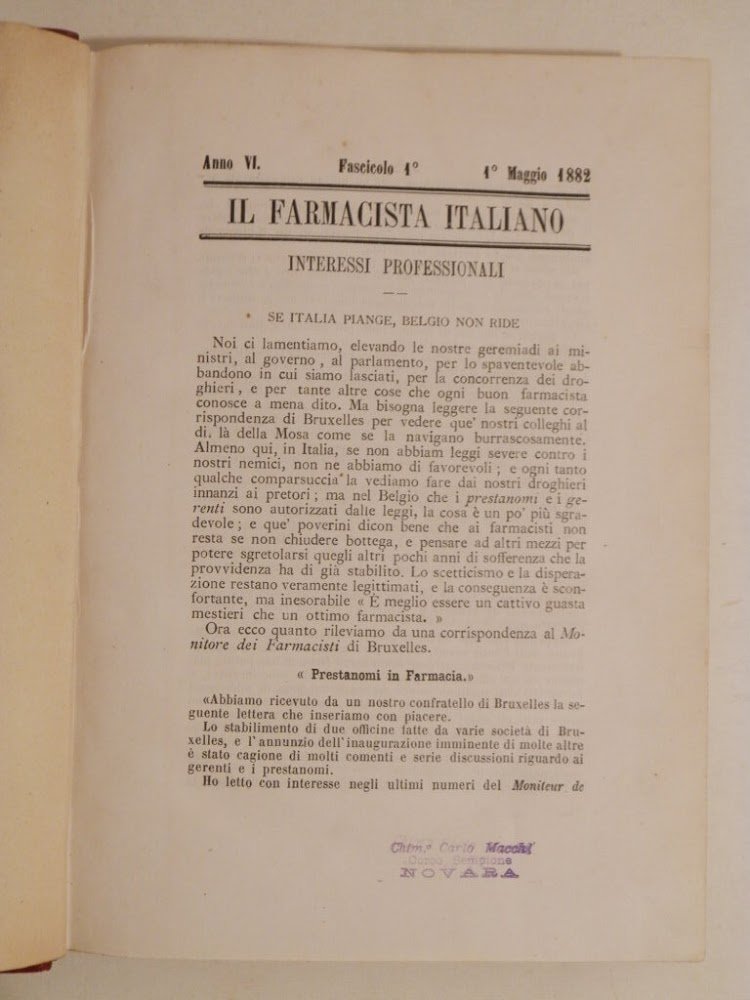 Anno VI. Fascicolo 1° 1° Maggio 1882
IL FARMACISTA ITALIANO
INTERESSI PROFESSIONALI
SE ITALIA PIANGE, BELGIO NON RIDE
Noi ci lamentiamo, elevando le nostre geremiadi ai mi-
nistri, al governo, al parlamento, per lo spaventevole ab-
bandono in cui siamo lasciati, per la concorrenza dei dro-
ghieri, e per tante altre cose che ogni buon farmacista
conosce a mena dito. Ma bisogna leggere la seguente cor-
rispondenza di Bruxelles per vedere que' nostri colleghi al
di, là della Mosa come se la navigano burrascosamente.
Almeno qui, in Italia, se non abbiam leggi severe contro i
nostri nemici, non ne abbiamo di favorevoli; e ogni tanto
qualche comparsuccia la vediamo fare dai nostri droghieri
innanzi ai pretori; ma nel Belgio che i prestanomi e i ge-
renti sono autorizzati dalle leggi, la cosa è un po' più sgra-
devole; e que' poverini dicon bene che ai farmacisti non
resta se non chiudere bottega, e pensare ad altri mezzi per
potere sgretolarsi quegli altri pochi anni di sofferenza che la
provvidenza ha di già stabilito. Lo scetticismo e la dispera-
zione restano veramente legittimati, e la conseguenza è scon-
fortante, ma inesorabile « È meglio essere un cattivo guasta
mestieri che un ottimo farmacista. »
Ora ecco quanto rileviamo da una corrispondenza al Mo-
nitore dei Farmacisti di Bruxelles.
« Prestanomi in Farmacia.»
«Abbiamo ricevuto da un nostro confratello di Bruxelles la se-
guente lettera che inseriamo con piacere.
Lo stabilimento di due officine fatte da varie società di Bru-
xelles, e l'annunzio dell'inaugurazione imminente di molte altre
è stato cagione di molti comenti e serie discussioni riguardo ai
gerenti e i prestanomi.
Ho letto con interesse negli ultimi numeri del Moniteur de
Chim.º Carlo Macchi
Corso Sempione
NOVARA